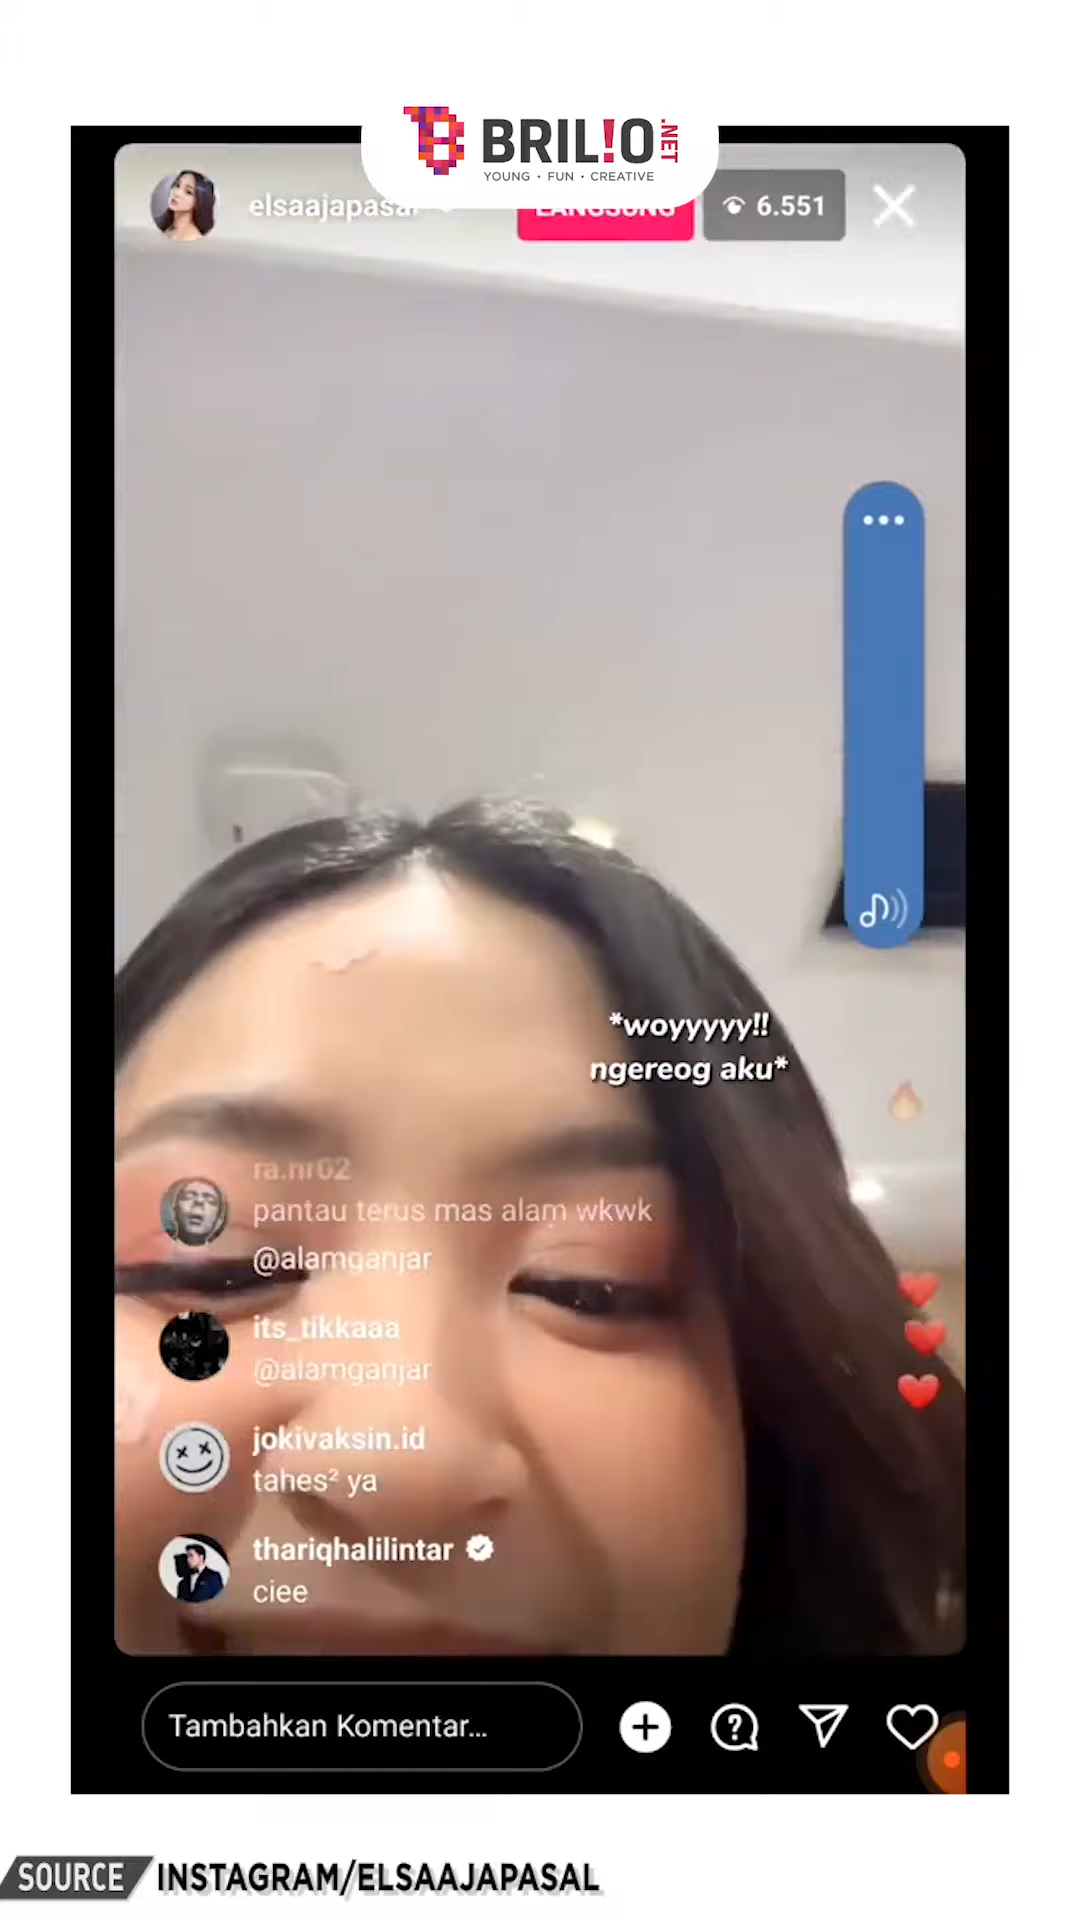 BRIL!O.NET
YOUNG • FUN • CREATIVE
elsaajapasal
LANGSUNG
6.551
*woyyyyy!!
ngereog aku*
ra.nr02
pantau terus mas alam wkwk
@alamganjar
its_tikkaaa
@alamganjar
jokivaksin.id
tahes² ya
thariqhalilintar
ciee
Tambahkan Komentar...
SOURCE INSTAGRAM/ELSAAJAPASAL